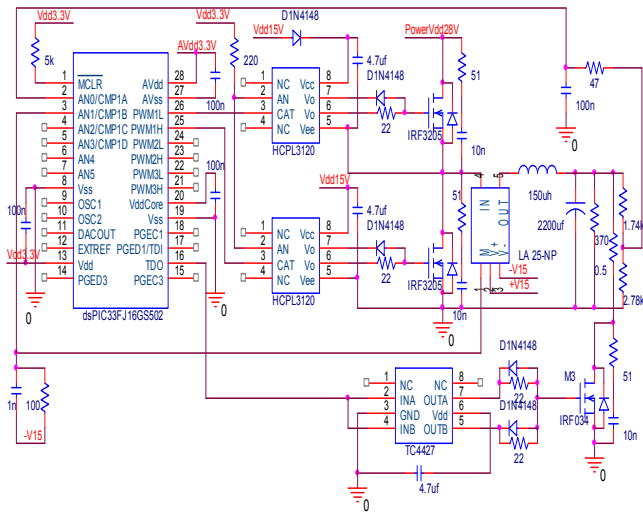 Vdd3.3V
Vdd3.3V
Vdd15V
D1N4148
PowerVdd28V
5k
AVdd3.3V
220
4.7uf
D1N4148
51
47
100n
1 MCLR AVdd 28
2 AN0/CMP1A AVss 27
3 AN1/CMP1B PWM1L 26
4 AN2/CMP1C PWM1H 25
5 AN3/CMP1D PWM2L 24
6 AN4 PWM2H 23
7 AN5 PWM3L 22
8 Vss PWM3H 21
9 OSC1 VddCore 20
10 OSC2 Vss 19
11 DACOUT PGEC1 18
12 EXTREF PGED1/TDI 17
13 Vdd TDO 16
14 PGED3 PGEC3 15
dsPIC33FJ16GS502
100n
100n
100n
Vdd3.3V
0
0
1 NC Vcc 8
2 AN Vo 7
3 CAT Vo 6
4 NC Vee 5
HCPL3120
22
IRF3205
10n
0
Vdd15V
4.7uf
D1N4148
51
1 NC Vcc 8
2 AN Vo 7
3 CAT Vo 6
4 NC Vee 5
HCPL3120
22
IRF3205
10n
0
4 5
IN OUT
M + V-
1 2 3
LA 25-NP
-V15
+V15
150uh
2200uf
370
0.5
1.74k
2.78k
1n
100
-V15
1 NC NC 8
2 INA OUTA 7
3 GND Vdd 6
4 INB OUTB 5
TC4427
4.7uf
0
D1N4148
22
D1N4148
22
M3
IRF034
51
10n
0